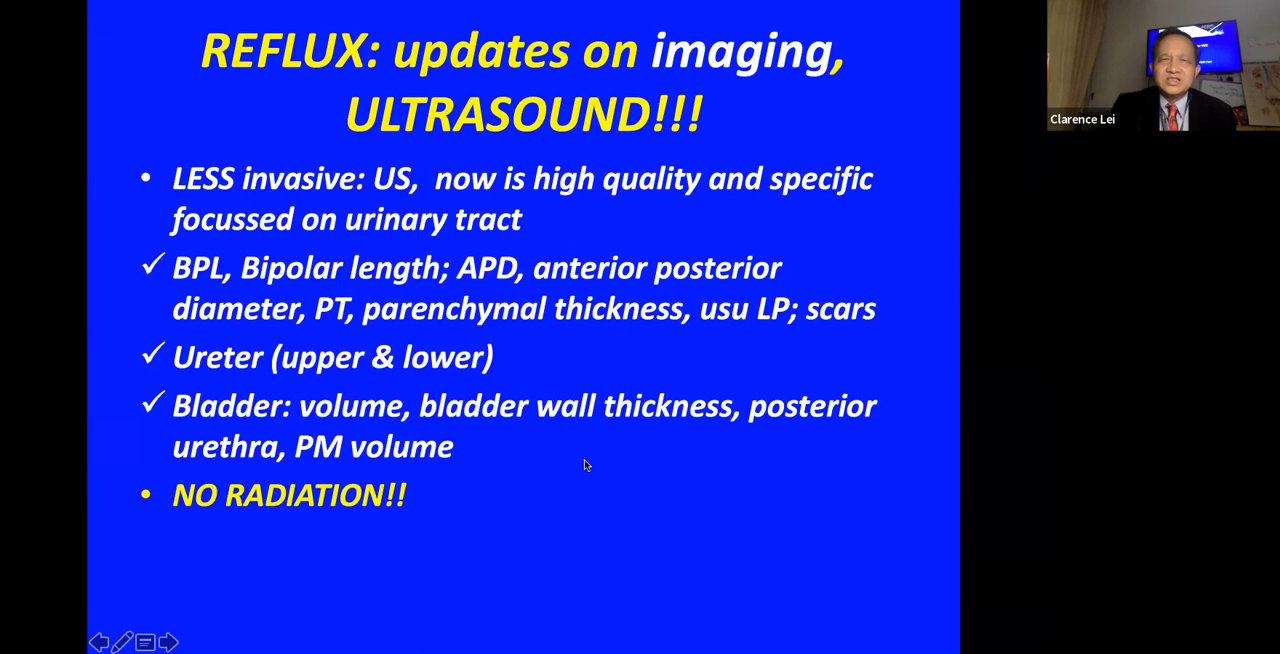 REFLUX: updates on imaging,
ULTRASOUND!!!
• LESS invasive: US, now is high quality and specific
focussed on urinary tract
✓ BPL, Bipolar length; APD, anterior posterior
diameter, PT, parenchymal thickness, usu LP; scars
✓ Ureter (upper & lower)
✓ Bladder: volume, bladder wall thickness, posterior
urethra, PM volume
• NO RADIATION!!
Clarence Lei